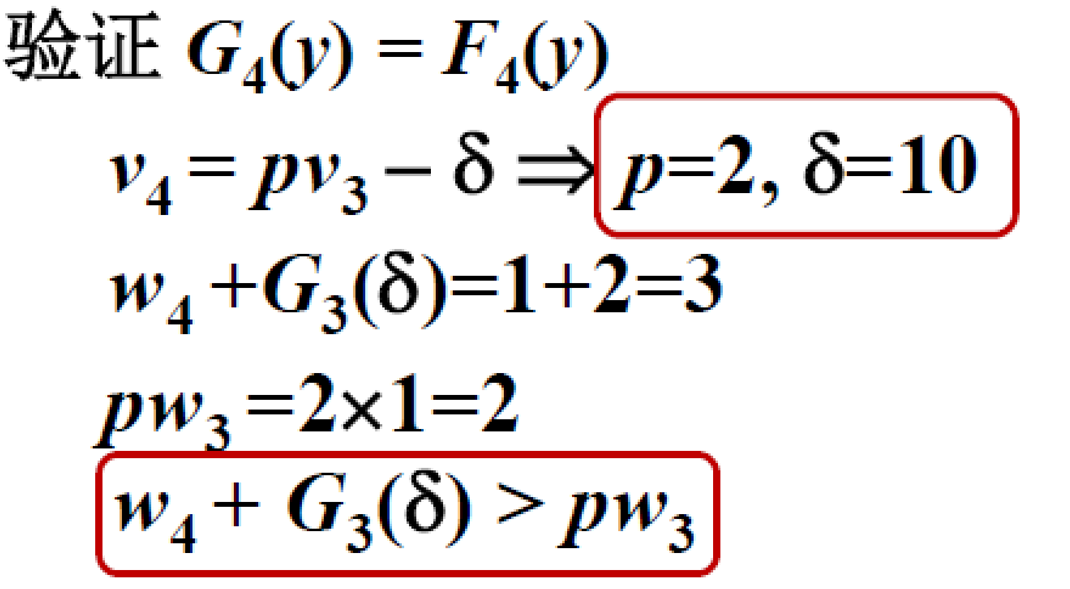 验证 G₄(y) = F₄(y)
v₄ = pv₃ – δ ⇒ p=2, δ=10
w₄ +G₃(δ)=1+2=3
pw₃ =2×1=2
w₄ + G₃(δ) > pw₃